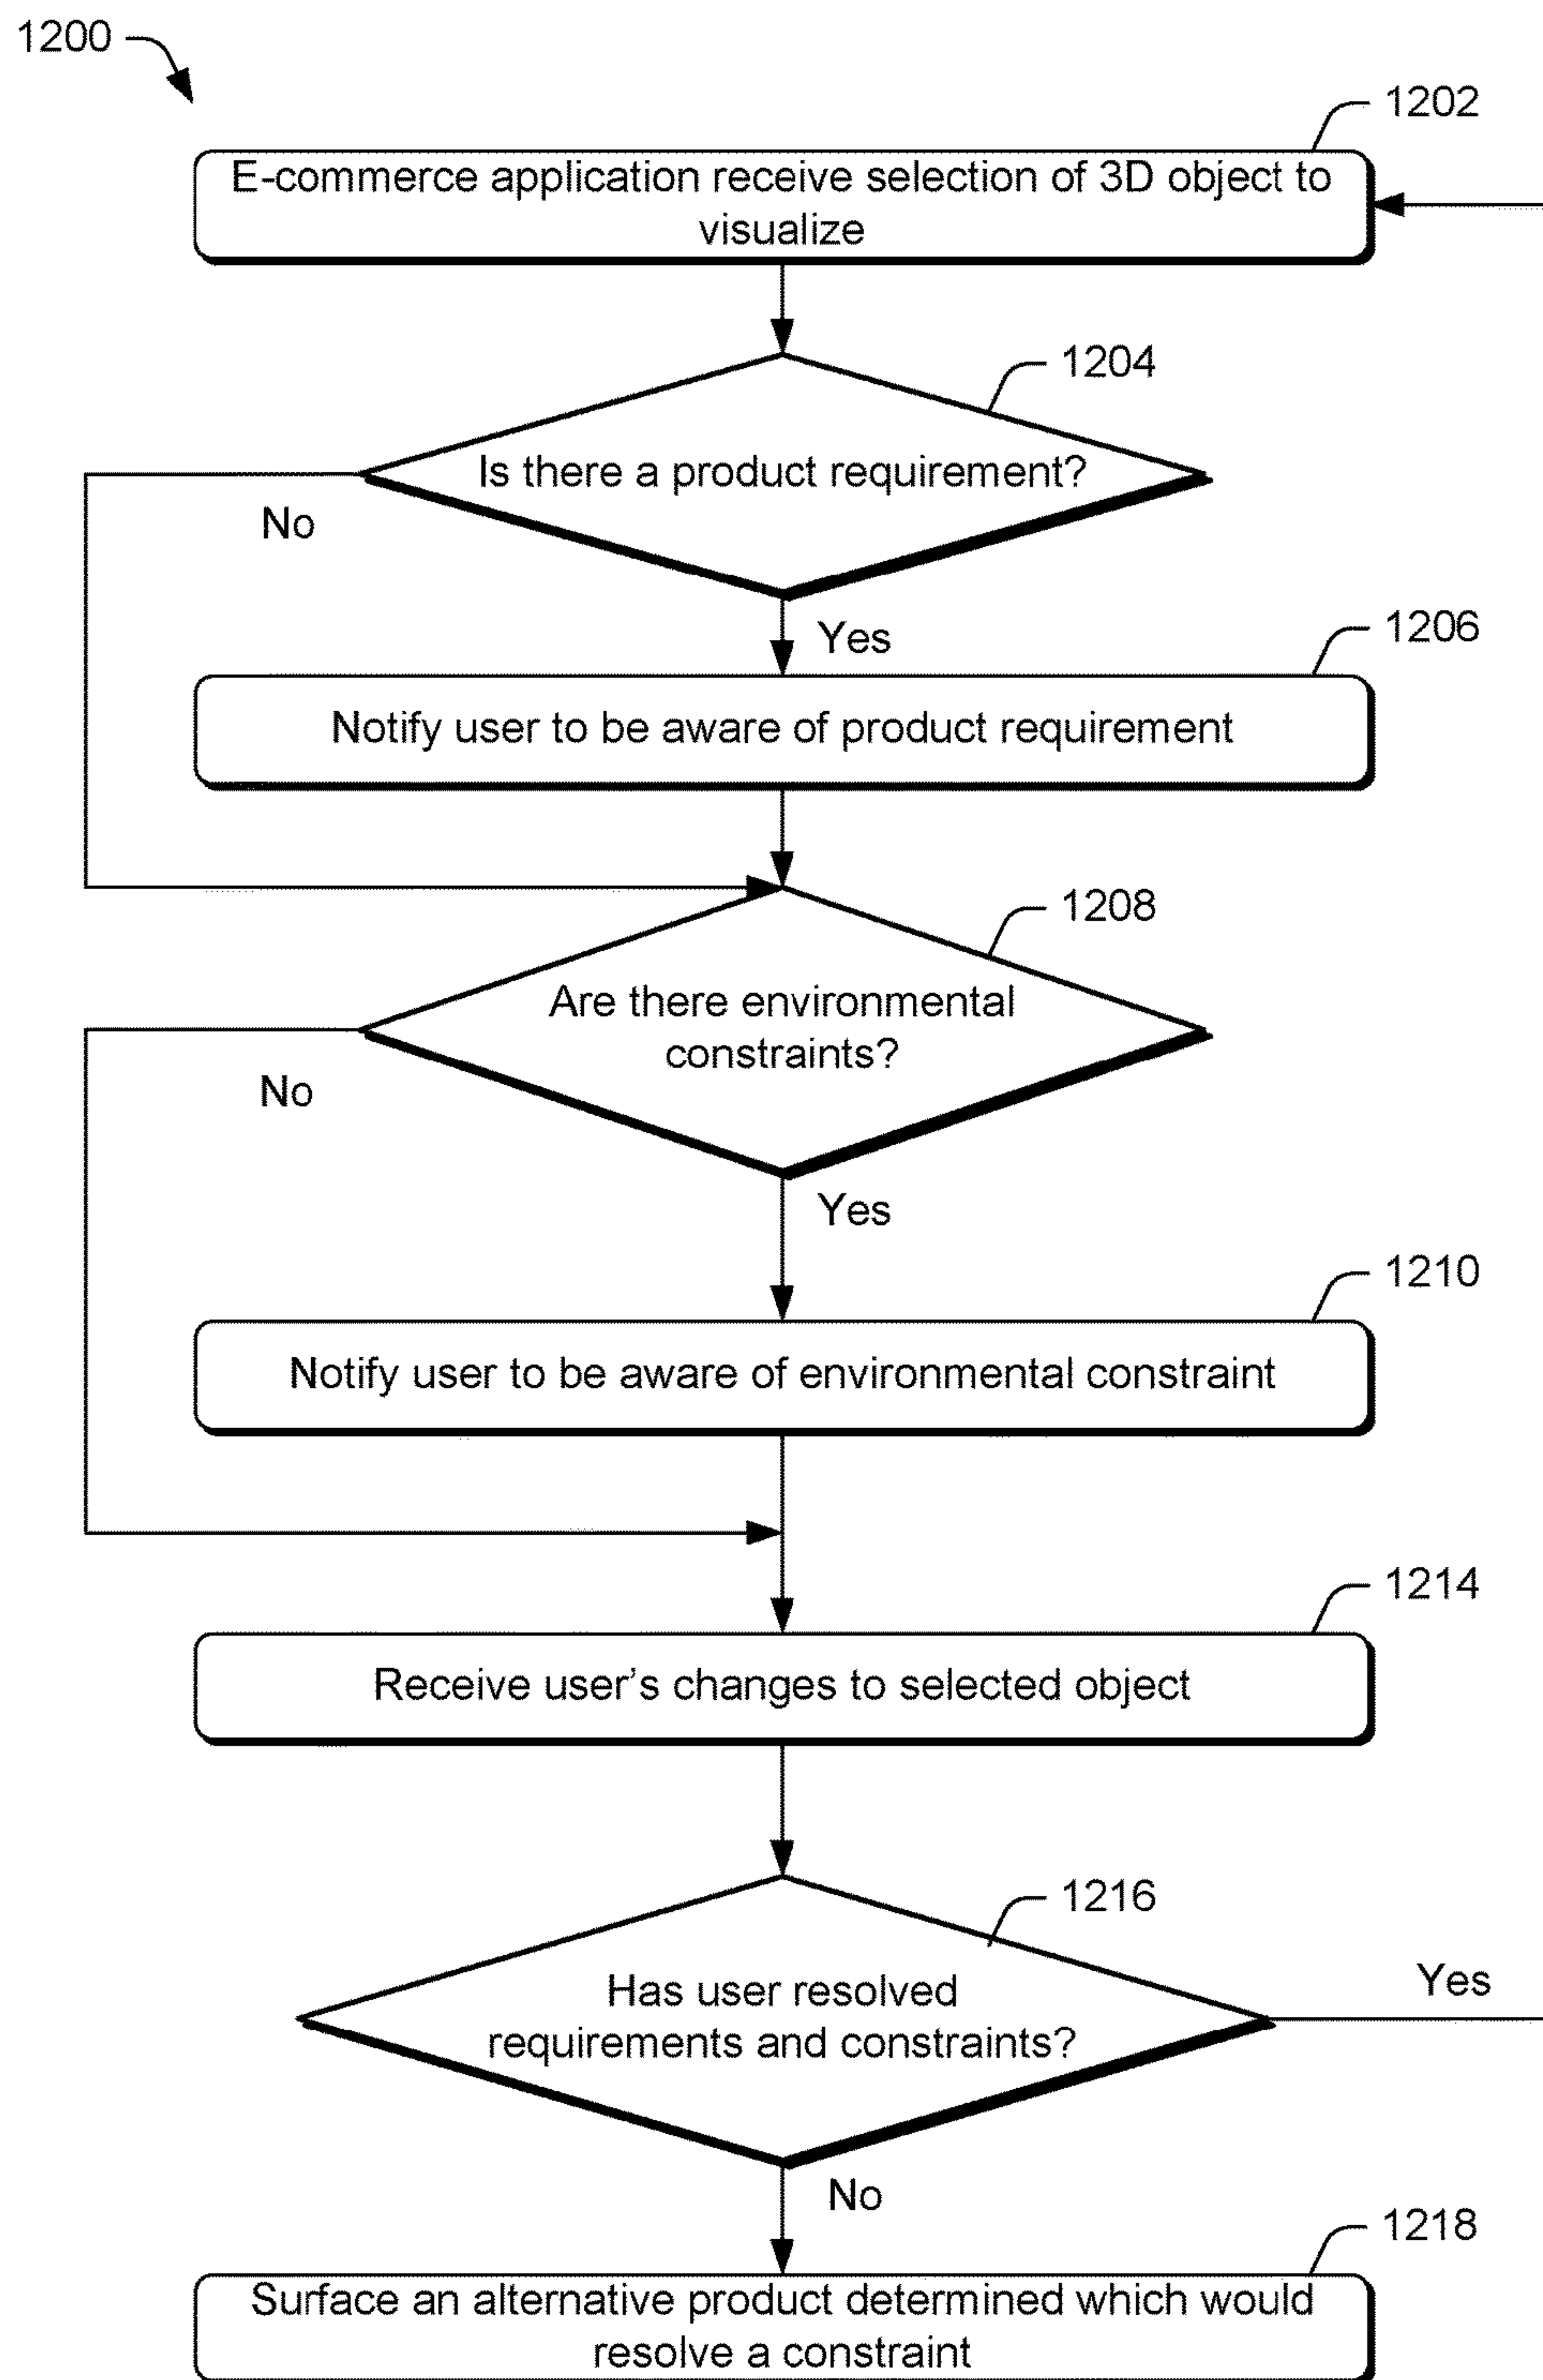 1200
1202
E-commerce application receive selection of 3D object to
visualize
1204
Is there a product requirement?
No
Yes
1206
Notify user to be aware of product requirement
1208
Are there environmental
constraints?
No
Yes
1210
Notify user to be aware of environmental constraint
1214
Receive user's changes to selected object
1216
Has user resolved
requirements and constraints?
Yes
No
1218
Surface an alternative product determined which would
resolve a constraint